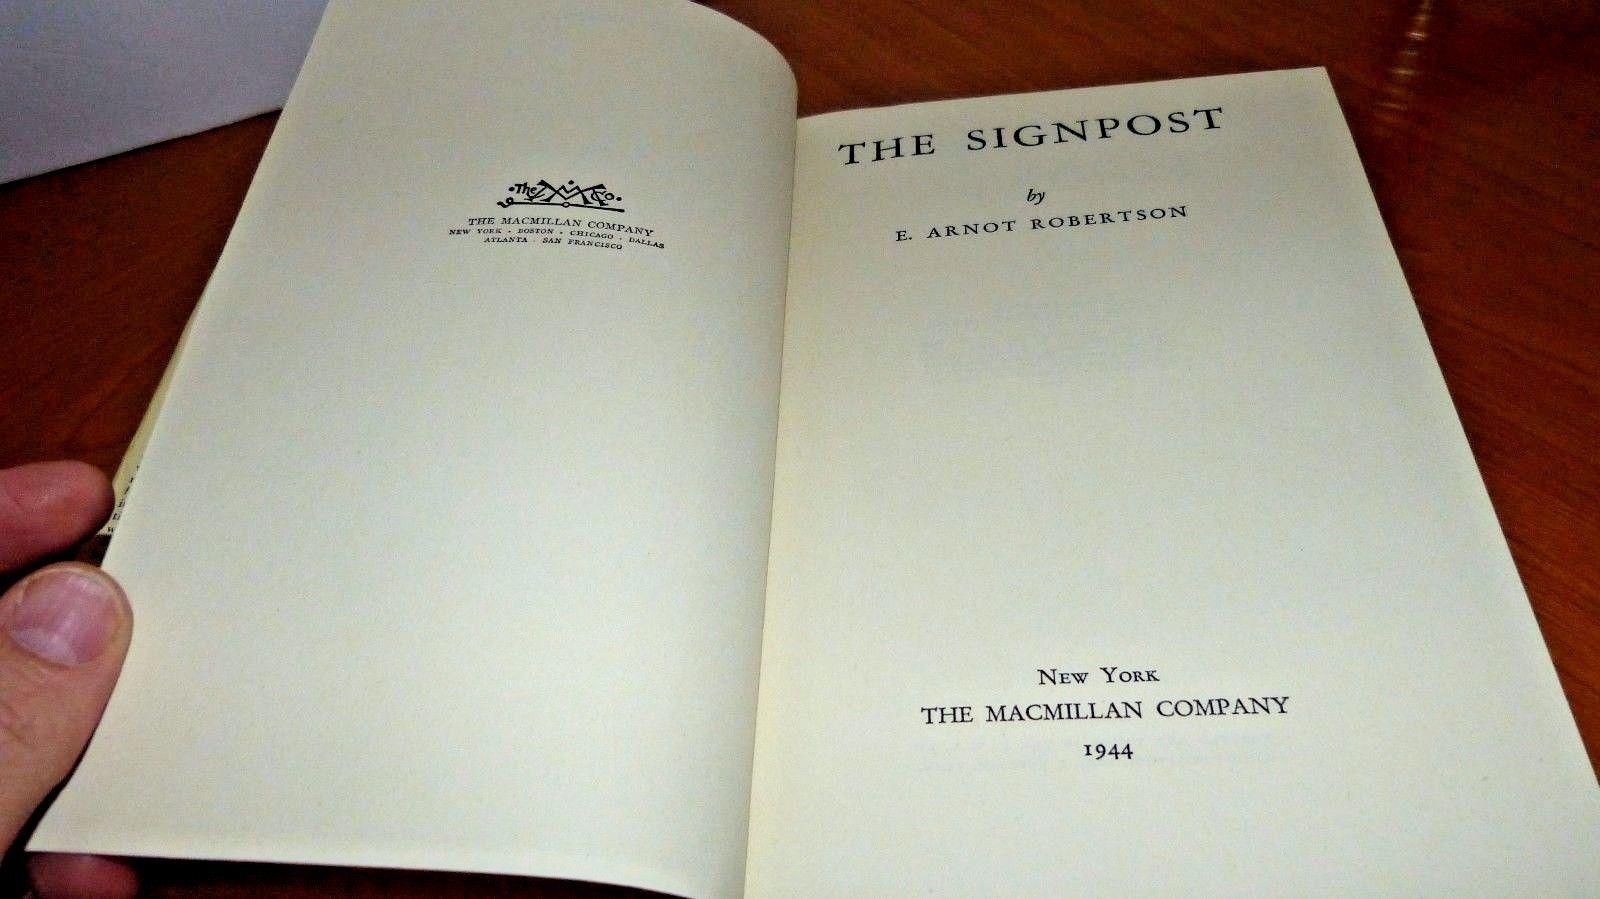 The M Co.
THE MACMILLAN COMPANY
NEW YORK · BOSTON · CHICAGO · DALLAS
ATLANTA · SAN FRANCISCO
THE SIGNPOST
by
E. ARNOT ROBERTSON
NEW YORK
THE MACMILLAN COMPANY
1944